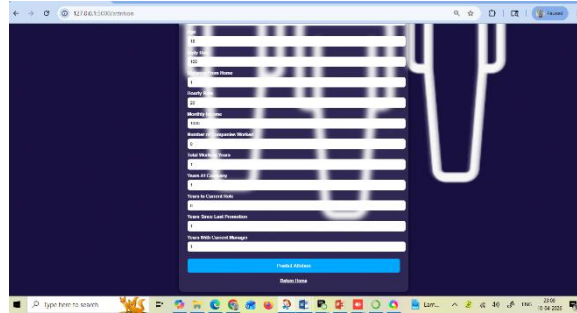 127.0.0.1:5000/attrition
Paused
Age
18
Daily Rate
120
Distance From Home
1
Hourly Rate
20
Monthly Income
1000
Number Of Companies Worked
0
Total Working Years
1
Years At Company
1
Years In Current Role
0
Years Since Last Promotion
1
Years With Current Manager
1
Predict Attrition
Return Home
Type here to search
ENG